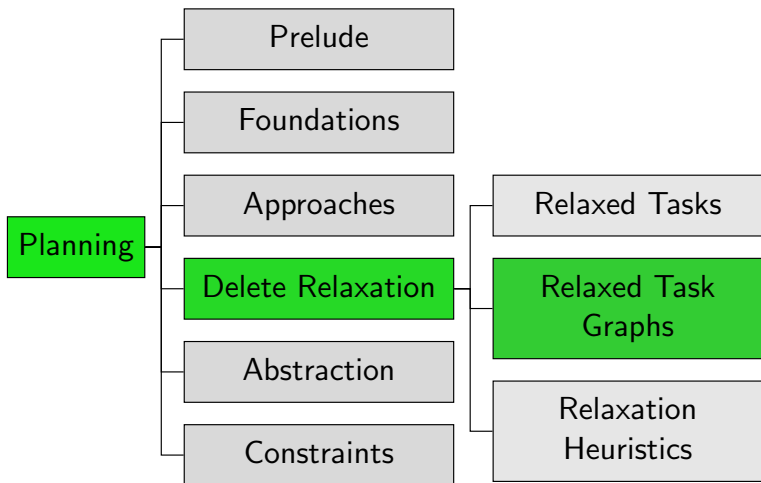 Planning
Prelude
Foundations
Approaches
Delete Relaxation
Abstraction
Constraints
Relaxed Tasks
Relaxed Task
Graphs
Relaxation
Heuristics